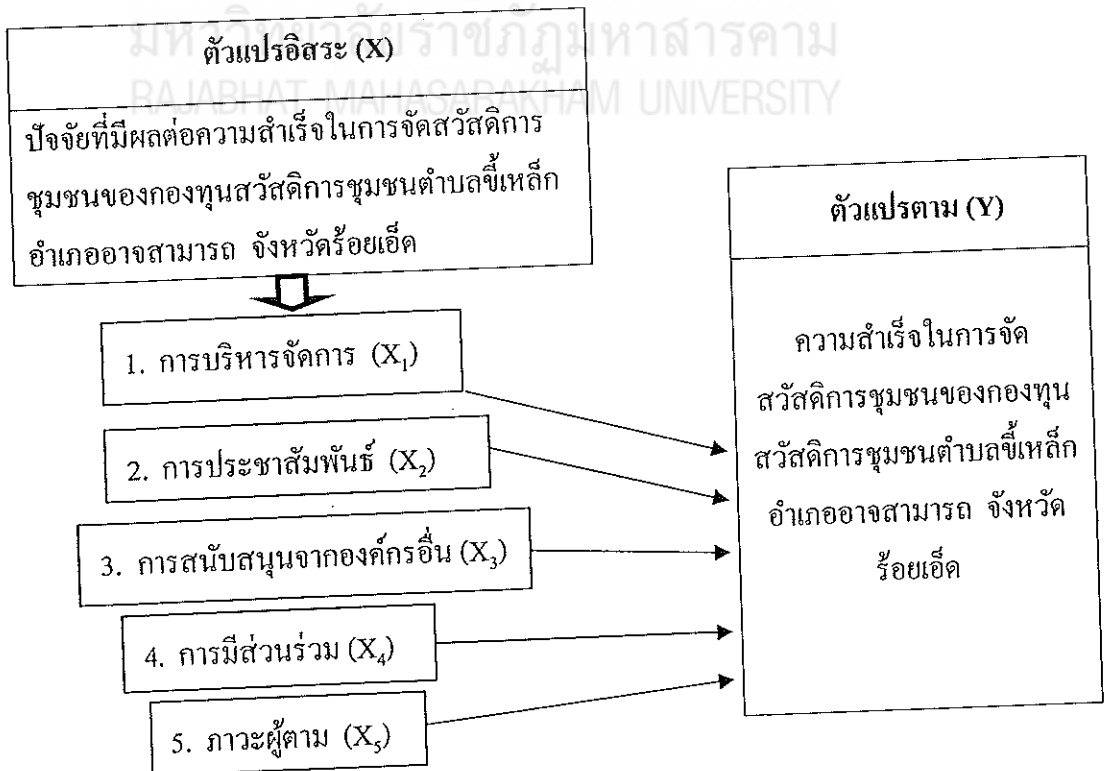 มหาวิทยาลัยราชภัฏมหาสารคาม
RAJABHAT MAHASARAKHAM UNIVERSITY
ตัวแปรอิสระ (X)
ปัจจัยที่มีผลต่อความสำเร็จในการจัดสวัสดิการ
ชุมชนของกองทุนสวัสดิการชุมชนตำบลขี้เหล็ก
อำเภออาจสามารถ จังหวัดร้อยเอ็ด
1. การบริหารจัดการ (X₁)
2. การประชาสัมพันธ์ (X₂)
3. การสนับสนุนจากองค์กรอื่น (X₃)
4. การมีส่วนร่วม (X₄)
5. ภาวะผู้ตาม (X₅)
ตัวแปรตาม (Y)
ความสำเร็จในการจัด
สวัสดิการชุมชนของกองทุน
สวัสดิการชุมชนตำบลขี้เหล็ก
อำเภออาจสามารถ จังหวัด
ร้อยเอ็ด